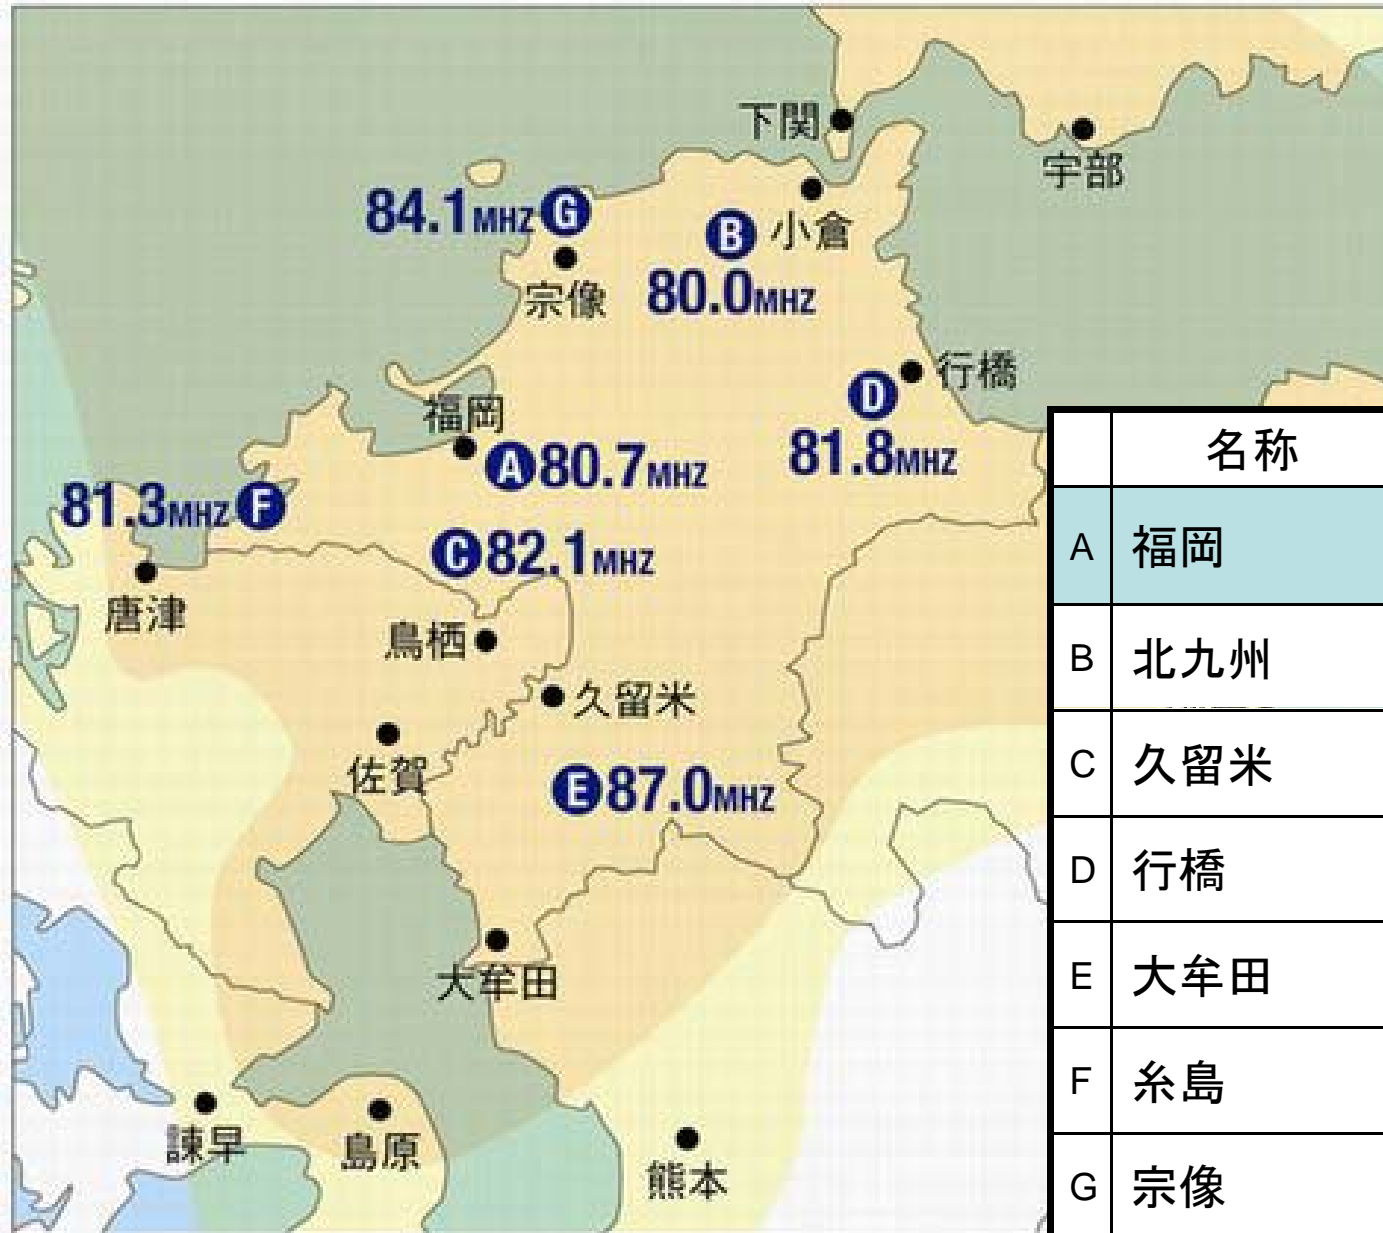 下関
宇部
84.1MHZ G
B 小倉
宗像
80.0MHZ
行橋
D
福岡
A 80.7MHZ
81.8MHZ
81.3MHZ F
C 82.1MHZ
唐津
鳥栖
久留米
佐賀
E 87.0MHZ
大牟田
諫早
島原
熊本
名称
A 福岡
B 北九州
C 久留米
D 行橋
E 大牟田
F 糸島
G 宗像